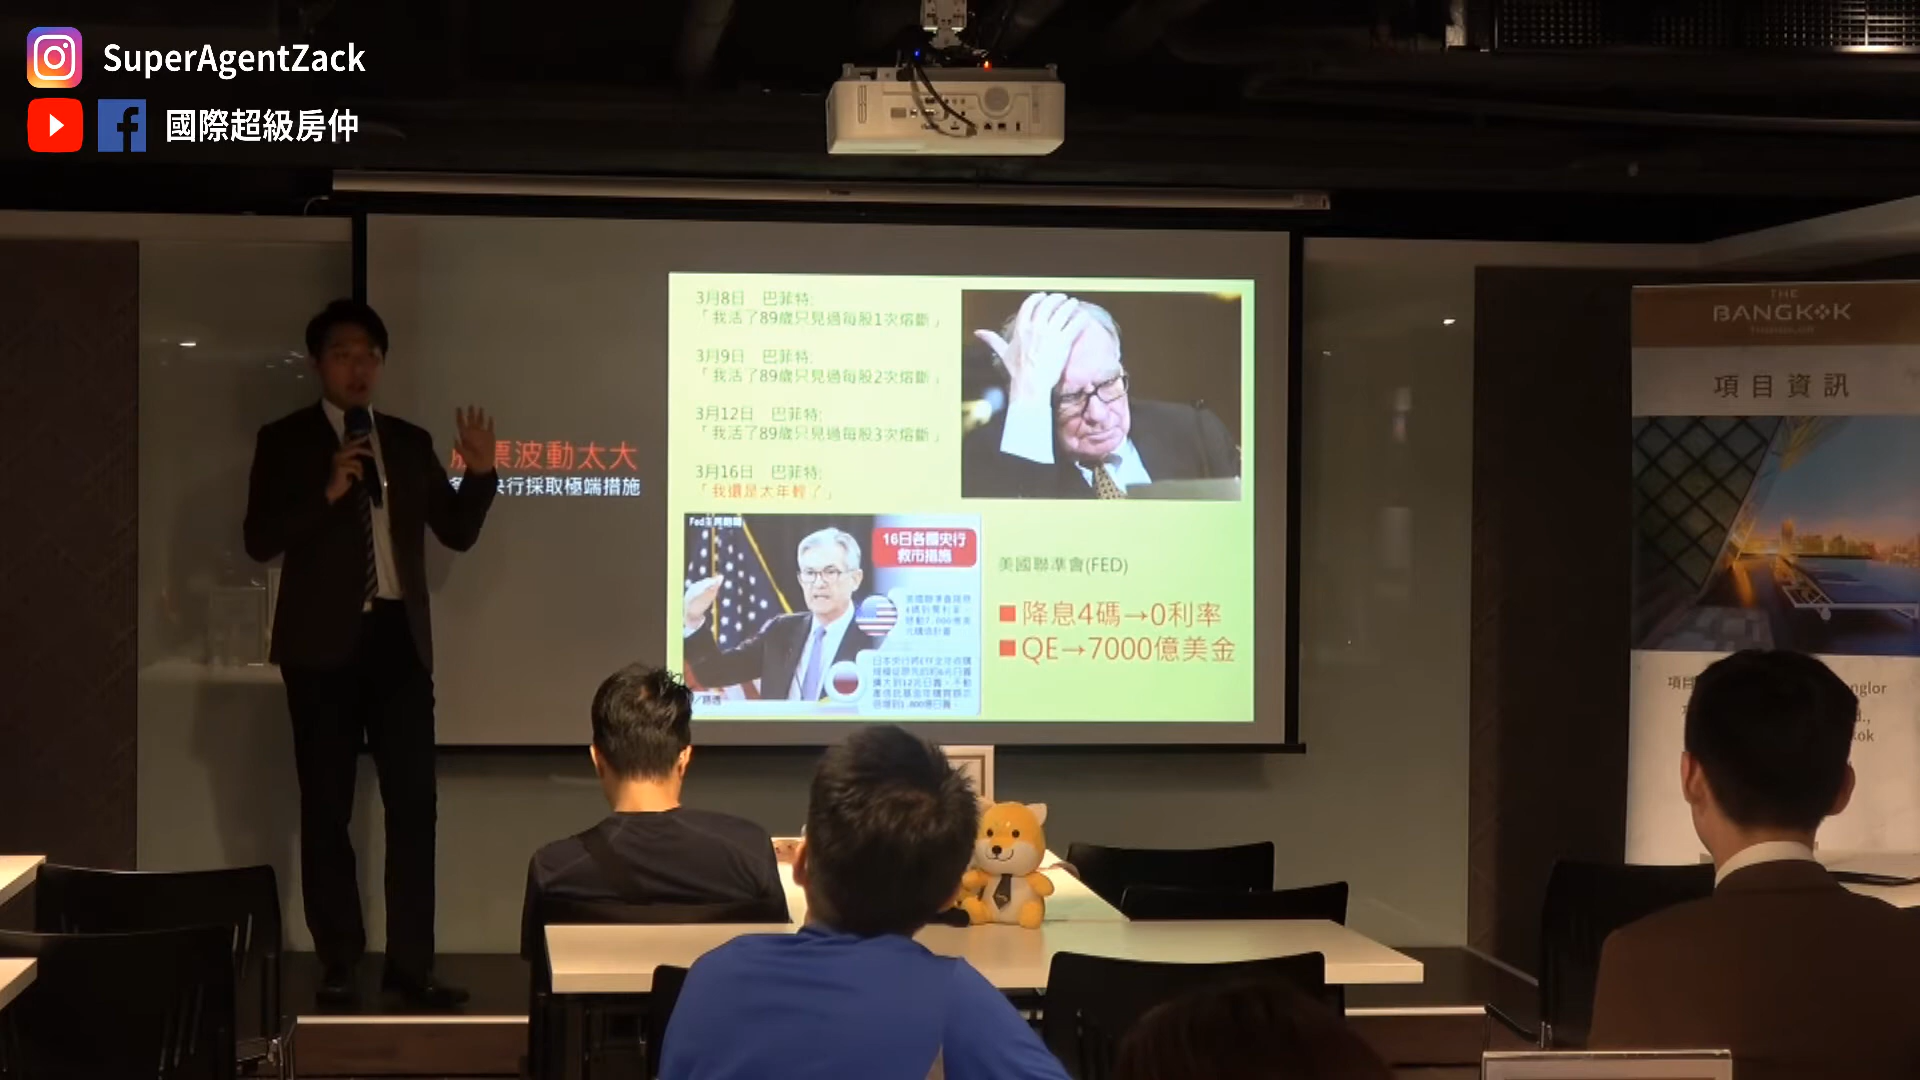 SuperAgentZack
國際超級房仲
票波動太大
央行採取極端措施
3月8日 巴菲特:
「我活了89歲只見過每股1次熔斷」
3月9日 巴菲特:
「我活了89歲只見過每股2次熔斷」
3月12日 巴菲特:
「我活了89歲只見過每股3次熔斷」
3月16日 巴菲特:
「我還是太年輕了」
16日各國央行
救市措施
美國聯準會(FED)
降息4碼→0利率
QE→7000億美金
THE
BANGKOK
項目資訊